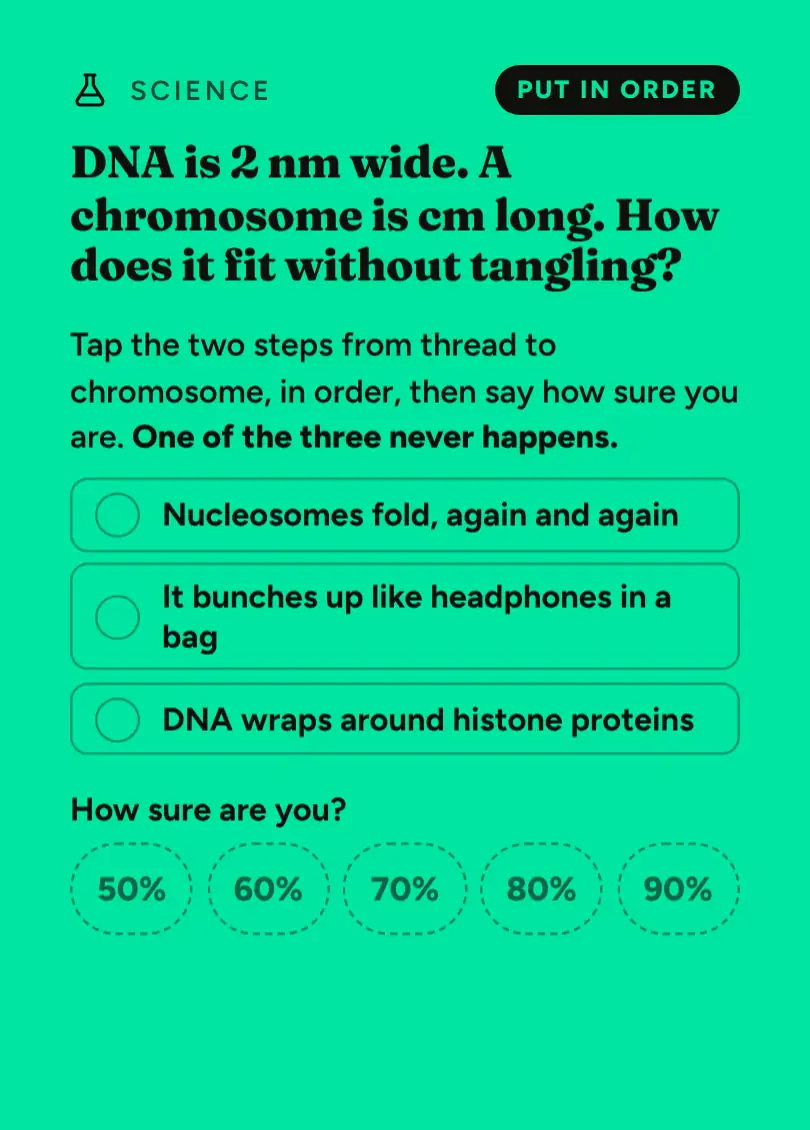 SCIENCE
PUT IN ORDER
DNA is 2 nm wide. A
chromosome is cm long. How
does it fit without tangling?
Tap the two steps from thread to
chromosome, in order, then say how sure you
are. One of the three never happens.
Nucleosomes fold, again and again
It bunches up like headphones in a
bag
DNA wraps around histone proteins
How sure are you?
50%
60%
70%
80%
90%